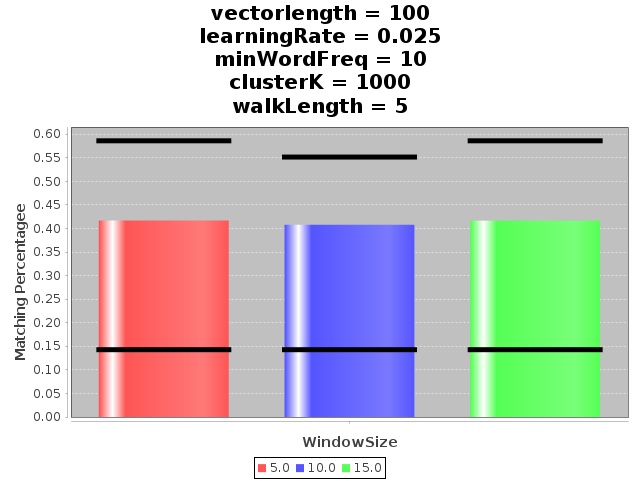 vectorlength = 100
learningRate = 0.025
minWordFreq = 10
clusterK = 1000
walkLength = 5
0.60
0.55
0.50
0.45
0.40
0.35
0.30
0.25
0.20
0.15
0.10
0.05
0.00
Matching Percentagee
WindowSize
5.0 10.0 15.0